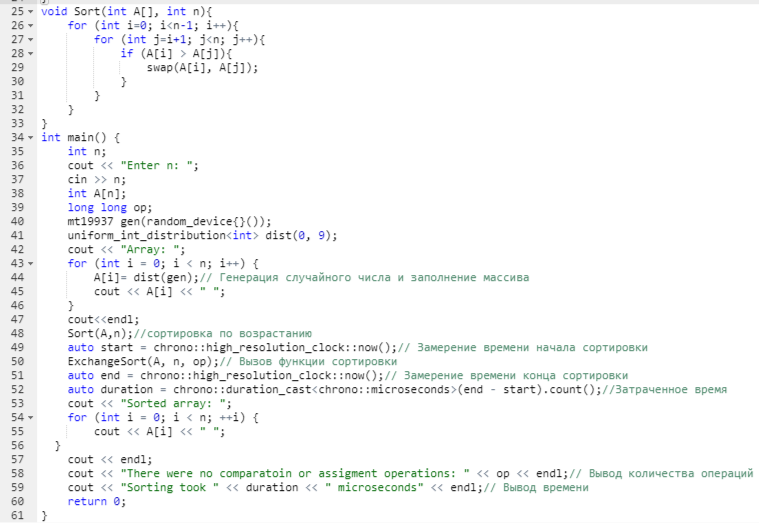 25 void Sort(int A[], int n){
26     for (int i=0; i<n-1; i++){
27         for (int j=i+1; j<n; j++){
28             if (A[i] > A[j]){
29                 swap(A[i], A[j]);
30             }
31         }
32     }
33 }
34 int main() {
35     int n;
36     cout << "Enter n: ";
37     cin >> n;
38     int A[n];
39     long long op;
40     mt19937 gen(random_device{}());
41     uniform_int_distribution<int> dist(0, 9);
42     cout << "Array: ";
43     for (int i = 0; i < n; i++) {
44         A[i]= dist(gen);// Генерация случайного числа и заполнение массива
45         cout << A[i] << " ";
46     }
47     cout<<endl;
48     Sort(A,n);//сортировка по возрастанию
49     auto start = chrono::high_resolution_clock::now();// Замерение времени начала сортировки
50     ExchangeSort(A, n, op);// Вызов функции сортировки
51     auto end = chrono::high_resolution_clock::now();// Замерение времени конца сортировки
52     auto duration = chrono::duration_cast<chrono::microseconds>(end - start).count();//Затраченное время
53     cout << "Sorted array: ";
54     for (int i = 0; i < n; ++i) {
55         cout << A[i] << " ";
56   }
57     cout << endl;
58     cout << "There were no comparatoin or assigment operations: " << op << endl;// Вывод количества операций
59     cout << "Sorting took " << duration << " microseconds" << endl;// Вывод времени
60     return 0;
61 }